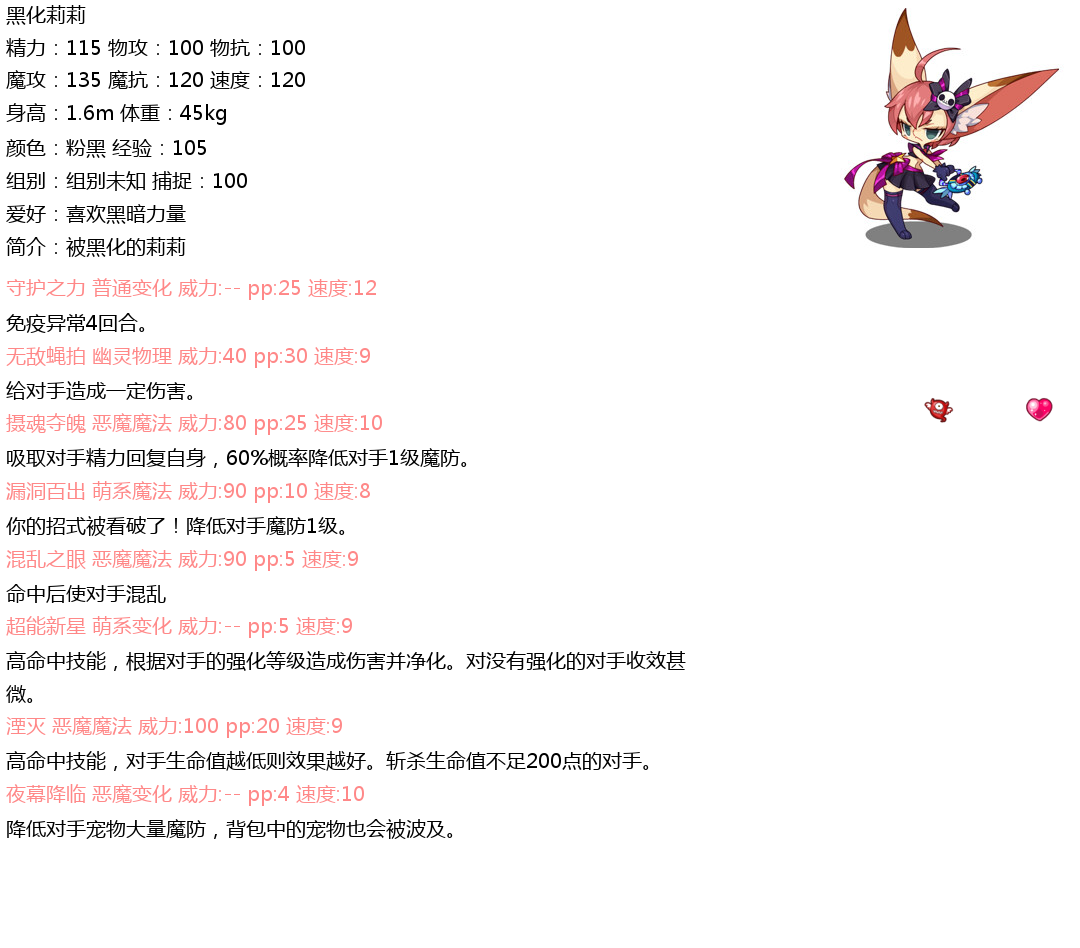 黑化莉莉
精力：115 物攻：100 物抗：100
魔攻：135 魔抗：120 速度：120
身高：1.6m 体重：45kg
颜色：粉黑 经验：105
组别：组别未知 捕捉：100
爱好：喜欢黑暗力量
简介：被黑化的莉莉
守护之力 普通变化 威力:-- pp:25 速度:12
免疫异常4回合。
无敌蝇拍 幽灵物理 威力:40 pp:30 速度:9
给对手造成一定伤害。
摄魂夺魄 恶魔魔法 威力:80 pp:25 速度:10
吸取对手精力回复自身，60%概率降低对手1级魔防。
漏洞百出 萌系魔法 威力:90 pp:10 速度:8
你的招式被看破了！降低对手魔防1级。
混乱之眼 恶魔魔法 威力:90 pp:5 速度:9
命中后使对手混乱
超能新星 萌系变化 威力:-- pp:5 速度:9
高命中技能，根据对手的强化等级造成伤害并净化。对没有强化的对手收效甚
微。
湮灭 恶魔魔法 威力:100 pp:20 速度:9
高命中技能，对手生命值越低则效果越好。斩杀生命值不足200点的对手。
夜幕降临 恶魔变化 威力:-- pp:4 速度:10
降低对手宠物大量魔防，背包中的宠物也会被波及。